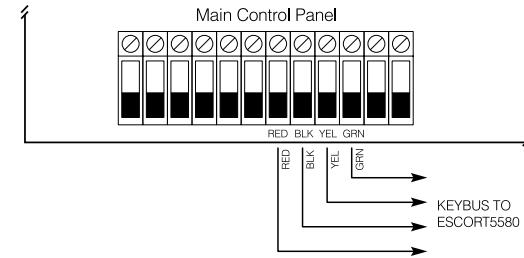 Main Control Panel
RED BLK YEL GRN
RED BLK YEL GRN
KEYBUS TO
ESCORT5580